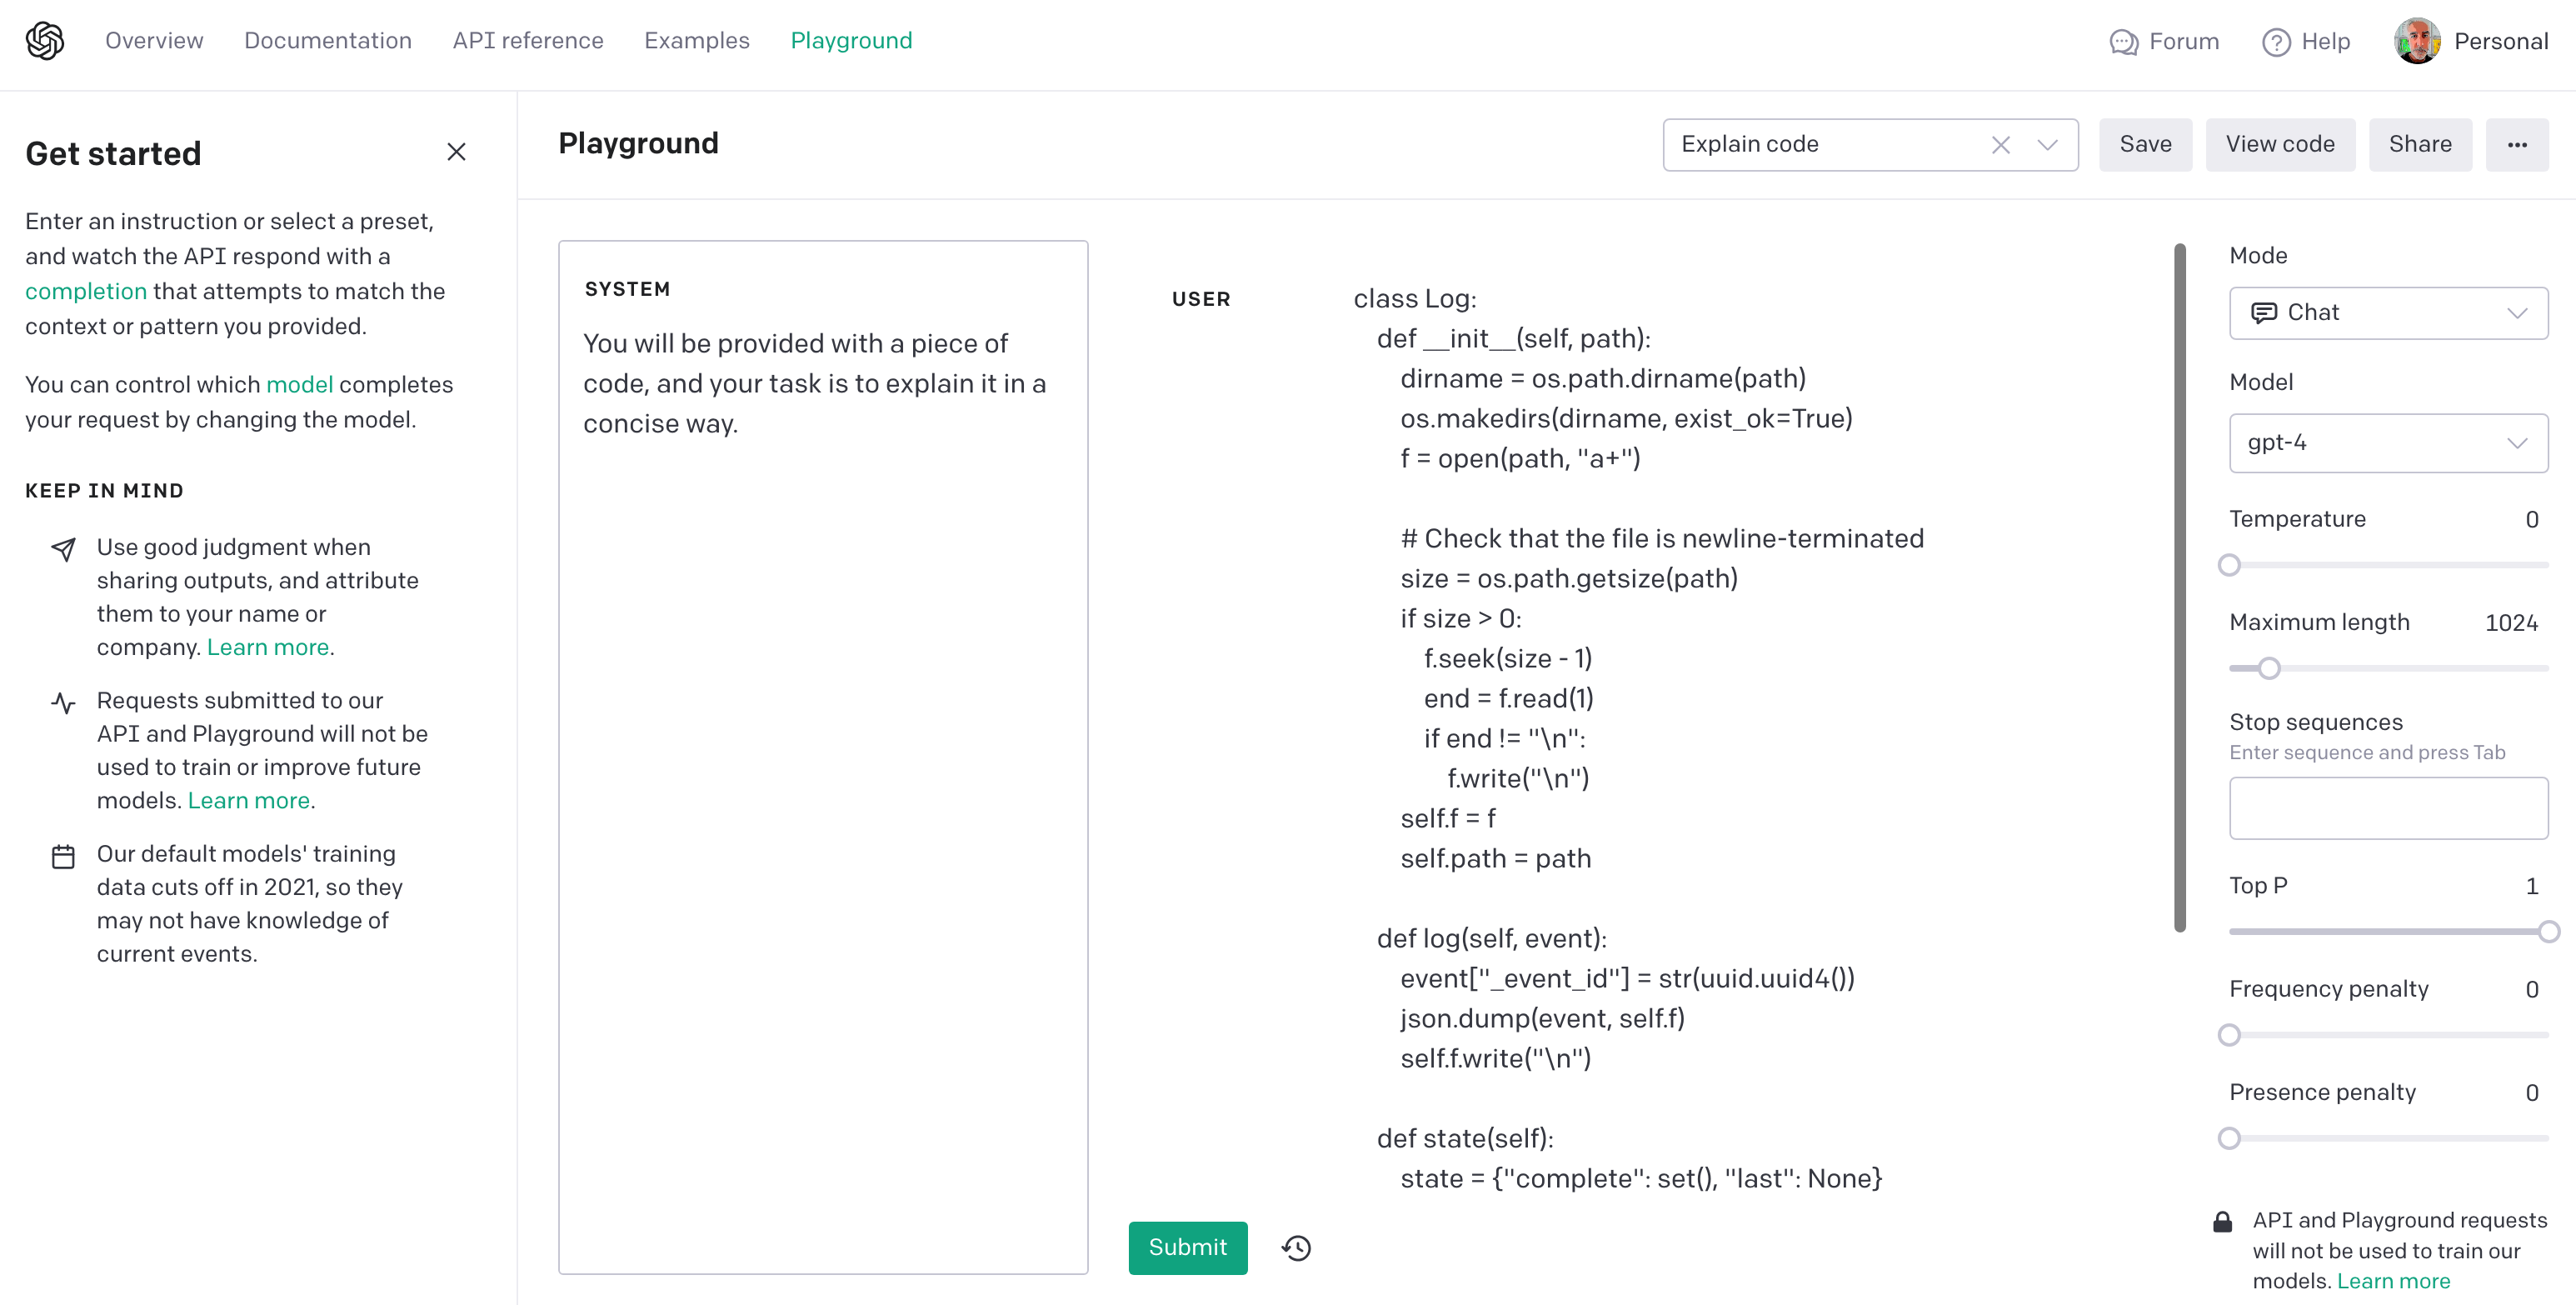 Overview Documentation API reference Examples Playground Forum Help Personal
Get started
Enter an instruction or select a preset,
and watch the API respond with a
completion that attempts to match the
context or pattern you provided.
You can control which model completes
your request by changing the model.
KEEP IN MIND
Use good judgment when
sharing outputs, and attribute
them to your name or
company. Learn more.
Requests submitted to our
API and Playground will not be
used to train or improve future
models. Learn more.
Our default models' training
data cuts off in 2021, so they
may not have knowledge of
current events.
Playground
Explain code
Save
View code
Share
SYSTEM
You will be provided with a piece of
code, and your task is to explain it in a
concise way.
USER
class Log:
def __init__(self, path):
dirname = os.path.dirname(path)
os.makedirs(dirname, exist_ok=True)
f = open(path, "a+")
# Check that the file is newline-terminated
size = os.path.getsize(path)
if size > 0:
f.seek(size - 1)
end = f.read(1)
if end != "\n":
f.write("\n")
self.f = f
self.path = path
def log(self, event):
event["_event_id"] = str(uuid.uuid4())
json.dump(event, self.f)
self.f.write("\n")
def state(self):
state = {"complete": set(), "last": None}
Submit
Mode
Chat
Model
gpt-4
Temperature 0
Maximum length 1024
Stop sequences
Enter sequence and press Tab
Top P 1
Frequency penalty 0
Presence penalty 0
API and Playground requests
will not be used to train our
models. Learn more